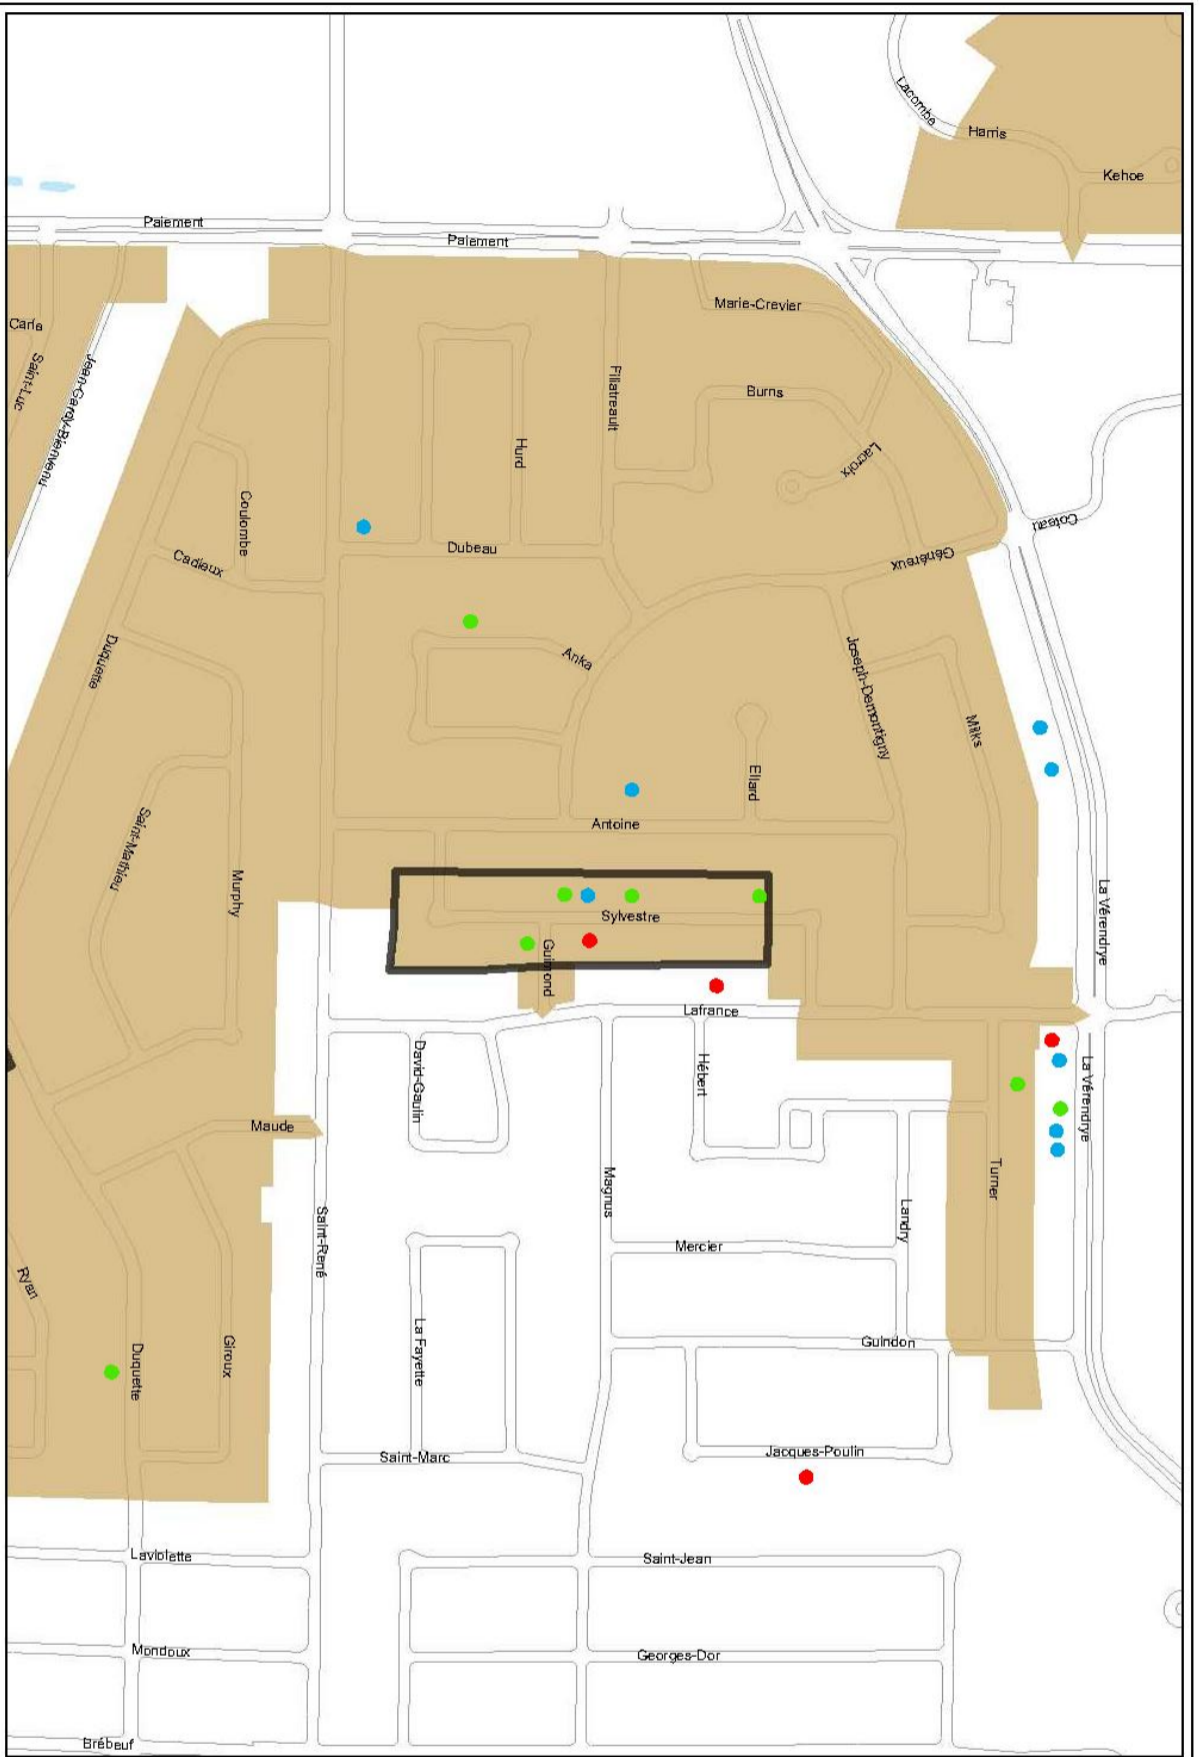 Lacombe
Harris
Kehoe
Paiement
Paiement
Marie-Crevier
Carle
Saint-Luc
Jean-Gardy-Bienvenu
Fillatreault
Burns
Hurd
Lacroix
Coulombe
Coteau
Dubeau
Cadieux
Généreux
Duquette
Anka
Joseph-Demontigny
Milks
Ellard
Antoine
Saint-Mathieu
Murphy
La Vérendrye
Sylvestre
Guimond
Lafrance
David-Gaulin
Hébert
La Vérendrye
Maude
Turner
Magnus
Landry
Saint-René
Mercier
Ryan
Guindon
Giroux
La Fayette
Duquette
Jacques-Poulin
Saint-Marc
Laviolette
Saint-Jean
Mondoux
Georges-Dor
Brébeuf